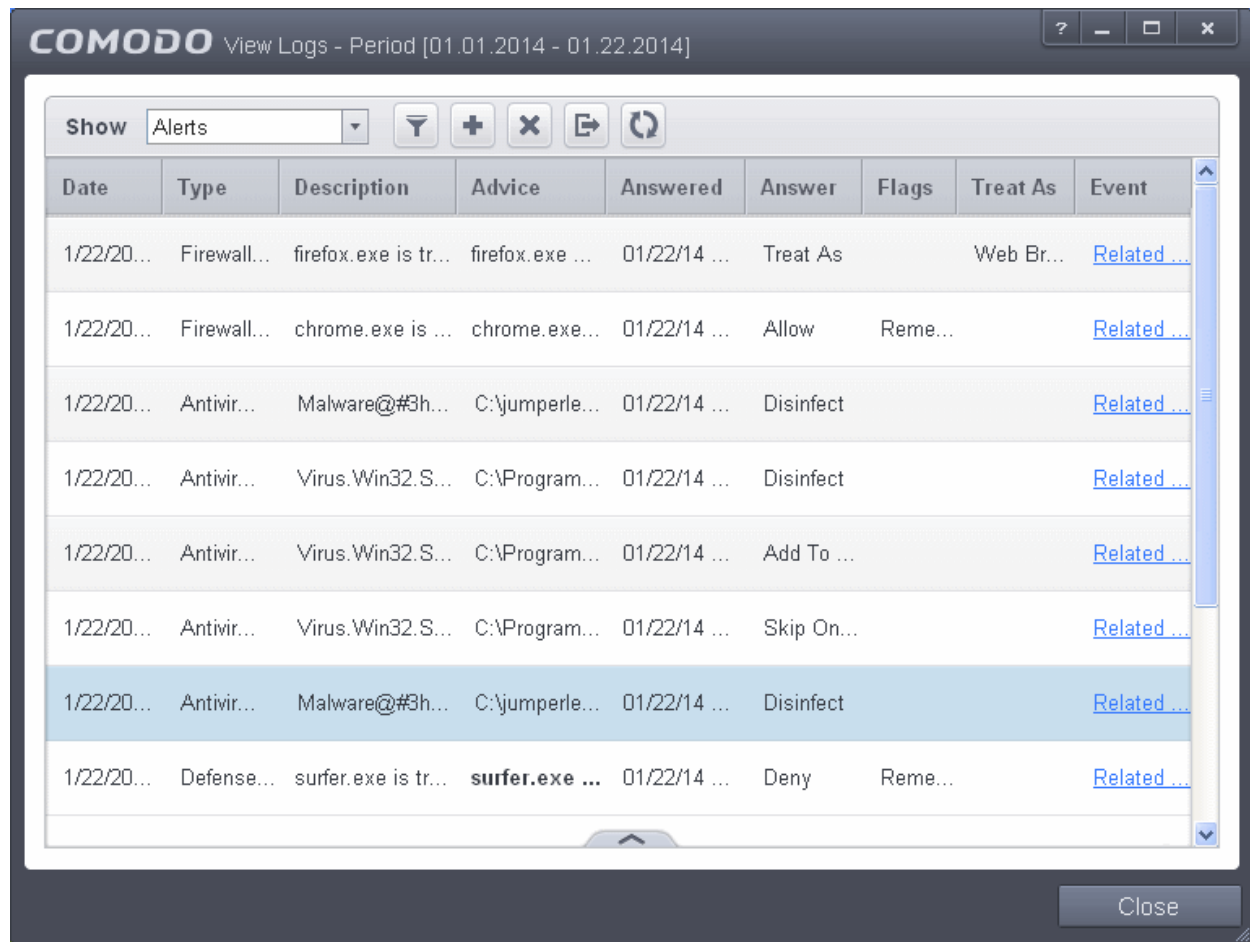 COMODO View Logs - Period [01.01.2014 - 01.22.2014] ?
Show Alerts
Date Type Description Advice Answered Answer Flags Treat As Event
1/22/20... Firewall... firefox.exe is tr... firefox.exe ... 01/22/14 ... Treat As Web Br... Related ...
1/22/20... Firewall... chrome.exe is ... chrome.exe... 01/22/14 ... Allow Reme... Related ...
1/22/20... Antivir... Malware@#3h... C:\jumperle... 01/22/14 ... Disinfect Related ...
1/22/20... Antivir... Virus.Win32.S... C:\Program... 01/22/14 ... Disinfect Related ...
1/22/20... Antivir... Virus.Win32.S... C:\Program... 01/22/14 ... Add To ... Related ...
1/22/20... Antivir... Virus.Win32.S... C:\Program... 01/22/14 ... Skip On... Related ...
1/22/20... Antivir... Malware@#3h... C:\jumperle... 01/22/14 ... Disinfect Related ...
1/22/20... Defense... surfer.exe is tr... surfer.exe ... 01/22/14 ... Deny Reme... Related ...
Close